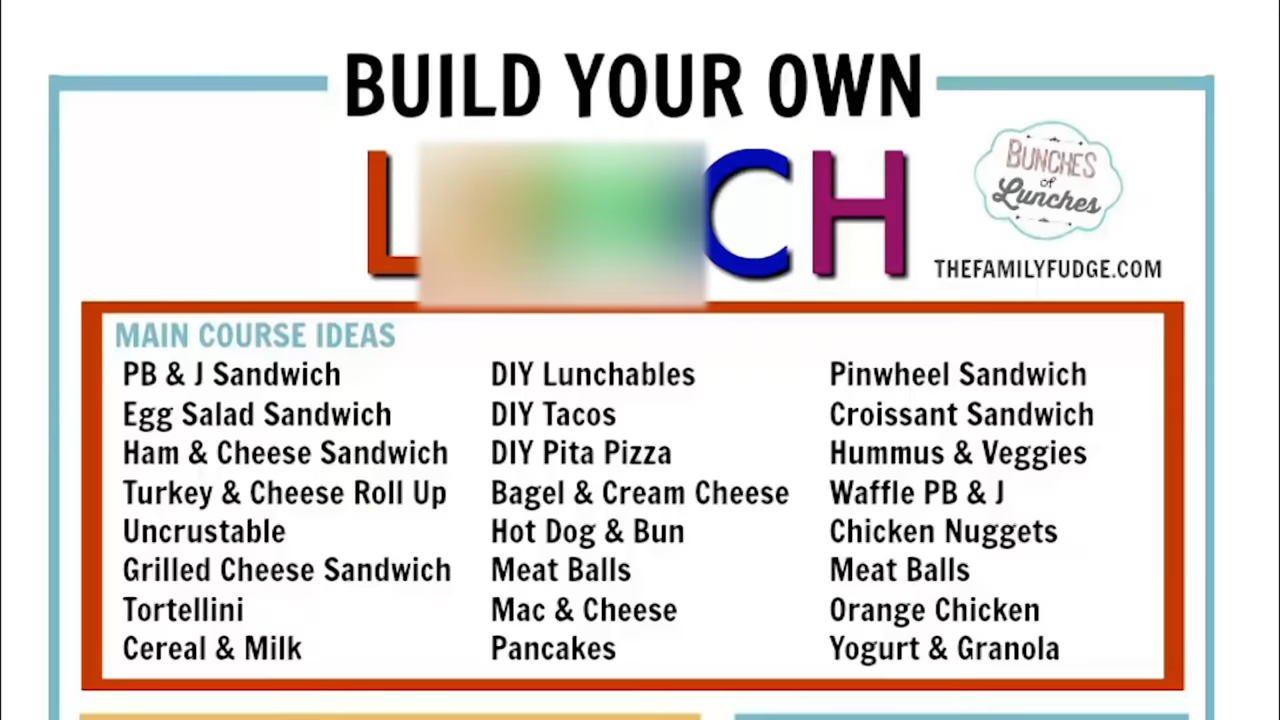 BUILD YOUR OWN
L CH
BUNCHES
of
Lunches
THEFAMILYFUDGE.COM
MAIN COURSE IDEAS
PB & J Sandwich
Egg Salad Sandwich
Ham & Cheese Sandwich
Turkey & Cheese Roll Up
Uncrustable
Grilled Cheese Sandwich
Tortellini
Cereal & Milk
DIY Lunchables
DIY Tacos
DIY Pita Pizza
Bagel & Cream Cheese
Hot Dog & Bun
Meat Balls
Mac & Cheese
Pancakes
Pinwheel Sandwich
Croissant Sandwich
Hummus & Veggies
Waffle PB & J
Chicken Nuggets
Meat Balls
Orange Chicken
Yogurt & Granola